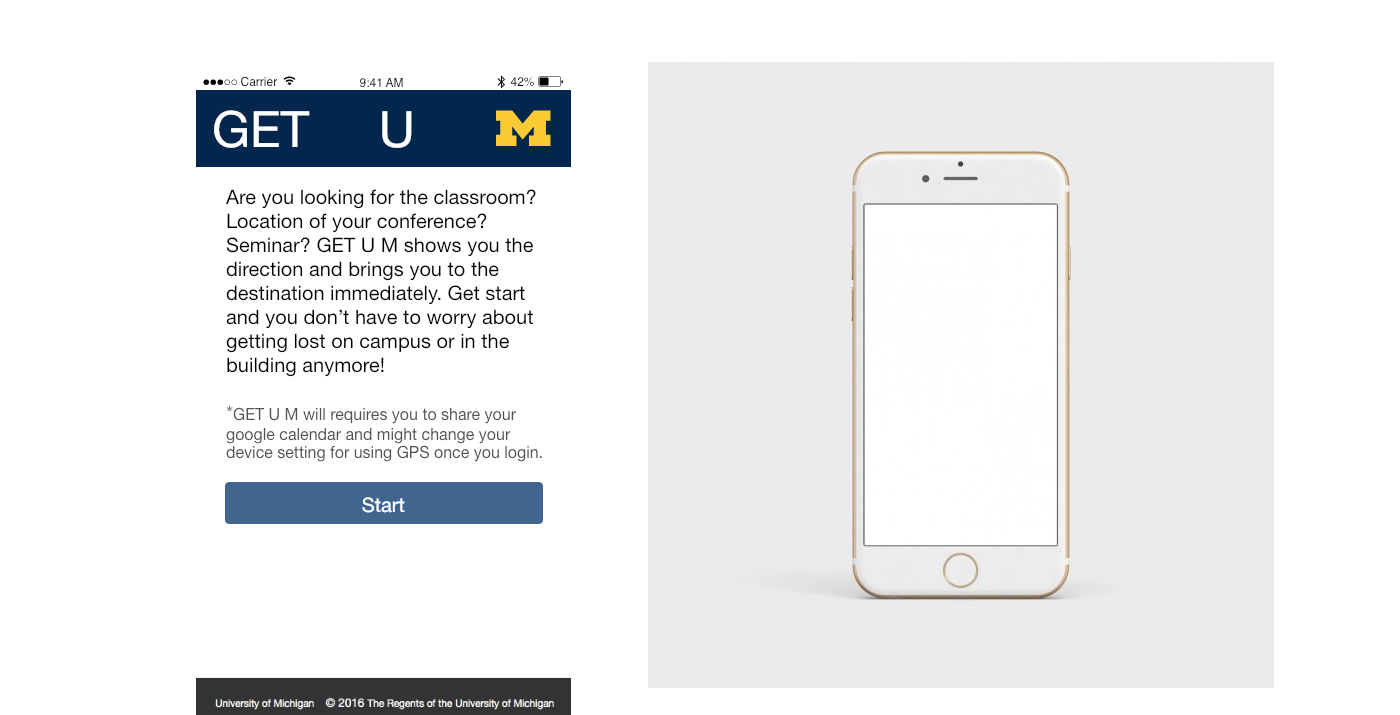 Carrier 9:41 AM 42%
GET U M
Are you looking for the classroom?
Location of your conference?
Seminar? GET U M shows you the
direction and brings you to the
destination immediately. Get start
and you don’t have to worry about
getting lost on campus or in the
building anymore!
*GET U M will requires you to share your
google calendar and might change your
device setting for using GPS once you login.
Start
University of Michigan © 2016 The Regents of the University of Michigan